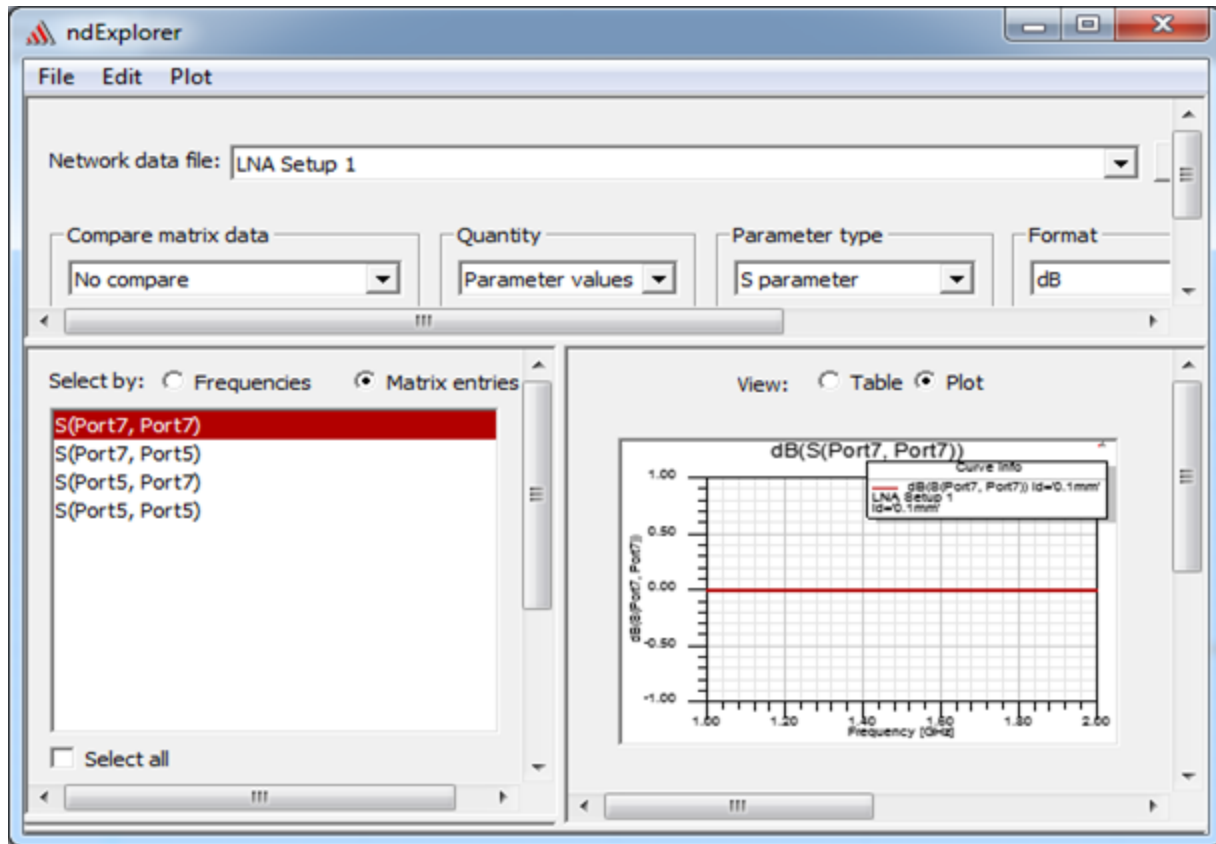 ndExplorer
File Edit Plot
Network data file: LNA Setup 1
Compare matrix data Quantity Parameter type Format
No compare Parameter values S parameter dB
Select by: Frequencies Matrix entries
S(Port7, Port7)
S(Port7, Port5)
S(Port5, Port7)
S(Port5, Port5)
Select all
View: Table Plot
dB(S(Port7, Port7))
Curve Info
dB(S(Port7, Port7)) ld='0.1mm'
LNA Setup 1
ld='0.1mm'
dB(S(Port7, Port7))
1.00
0.50
0.00
-0.50
-1.00
1.00 1.20 1.40 1.60 1.80 2.00
Frequency [GHz]